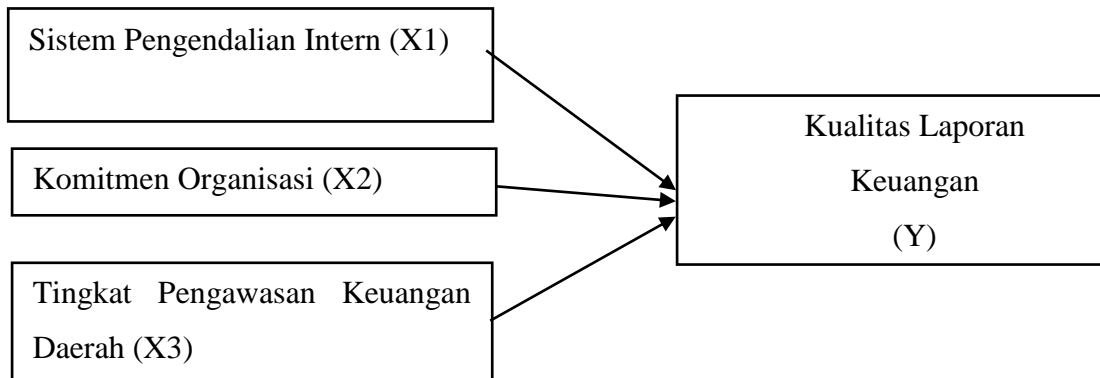 Sistem Pengendalian Intern (X1)
Komitmen Organisasi (X2)
Tingkat Pengawasan Keuangan
Daerah (X3)
Kualitas Laporan
Keuangan
(Y)